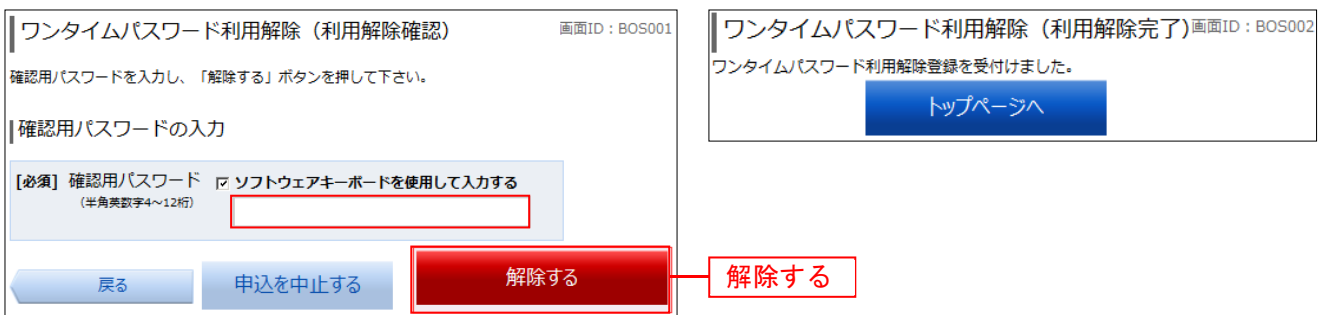 ワンタイムパスワード利用解除（利用解除確認） 画面ID：BOS001
確認用パスワードを入力し、「解除する」ボタンを押して下さい。
確認用パスワードの入力
[必須] 確認用パスワード ソフトウェアキーボードを使用して入力する
（半角英数字4～12桁）
戻る 申込を中止する 解除する
解除する
ワンタイムパスワード利用解除（利用解除完了）画面ID：BOS002
ワンタイムパスワード利用解除登録を受付けました。
トップページへ